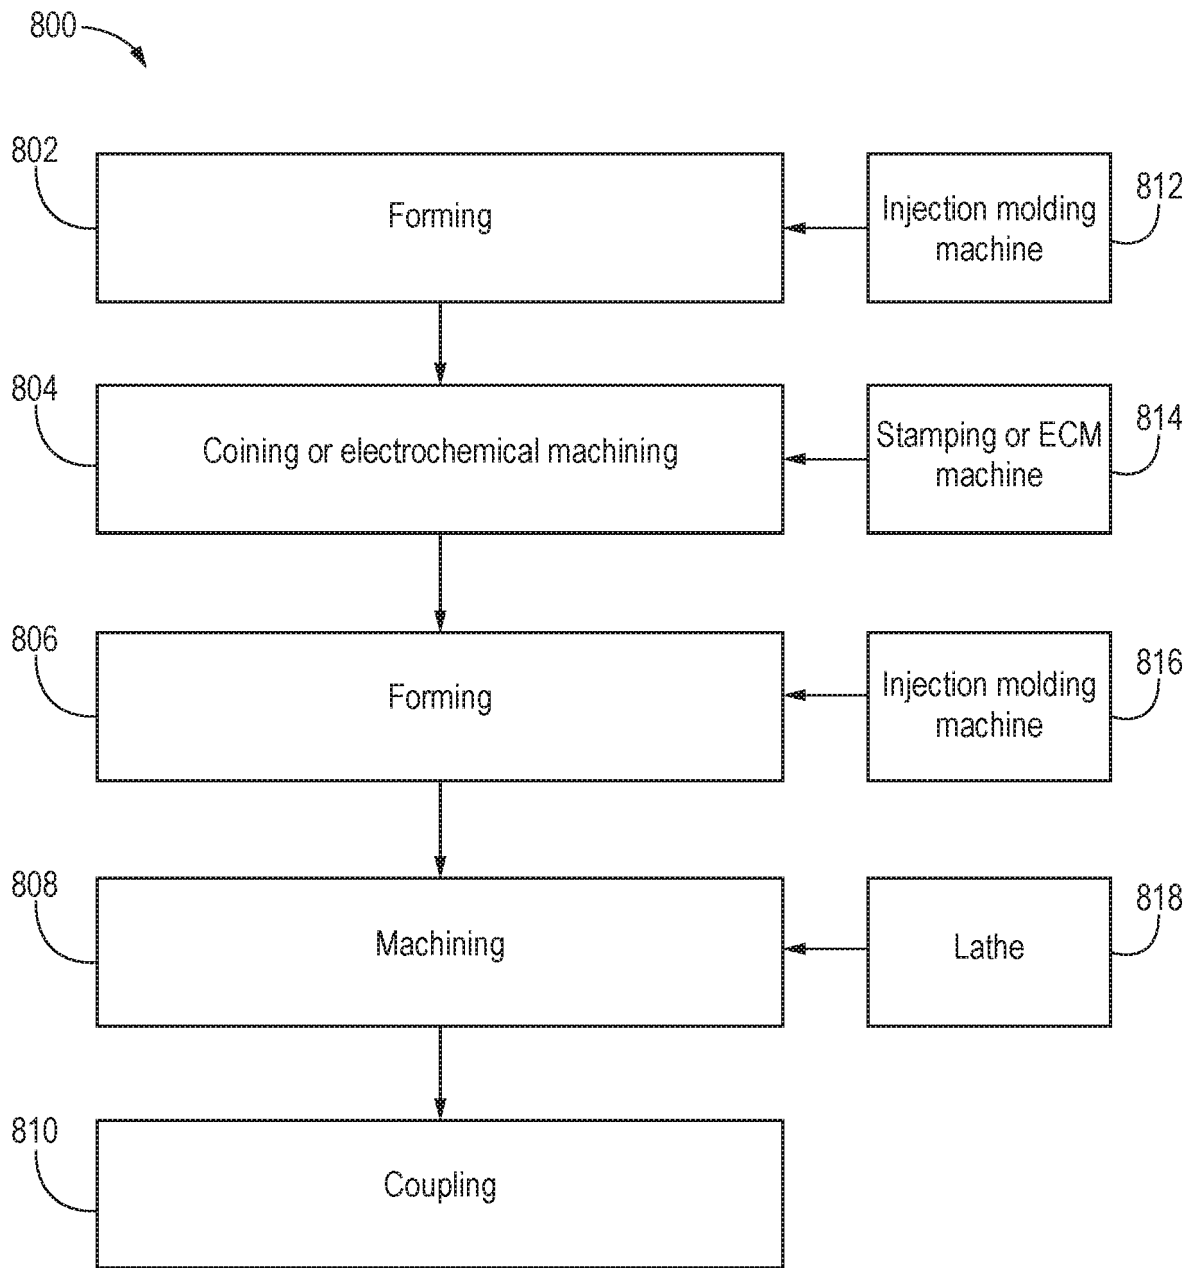 800
802
Forming
Injection molding
machine
812
804
Coining or electrochemical machining
Stamping or ECM
machine
814
806
Forming
Injection molding
machine
816
808
Machining
Lathe
818
810
Coupling